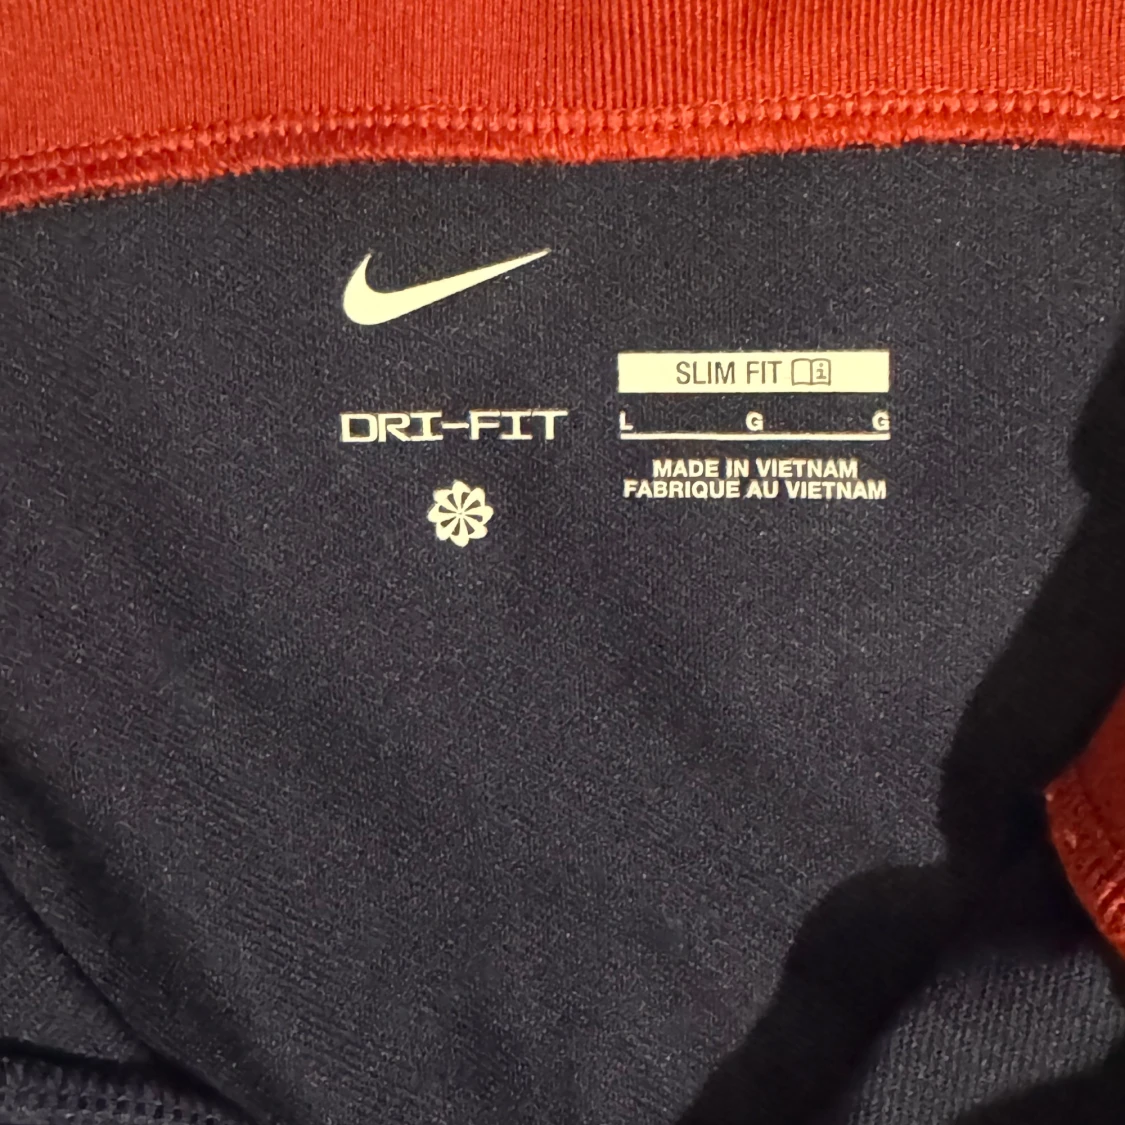 DRI-FIT
SLIM FIT
L G G
MADE IN VIETNAM
FABRIQUE AU VIETNAM